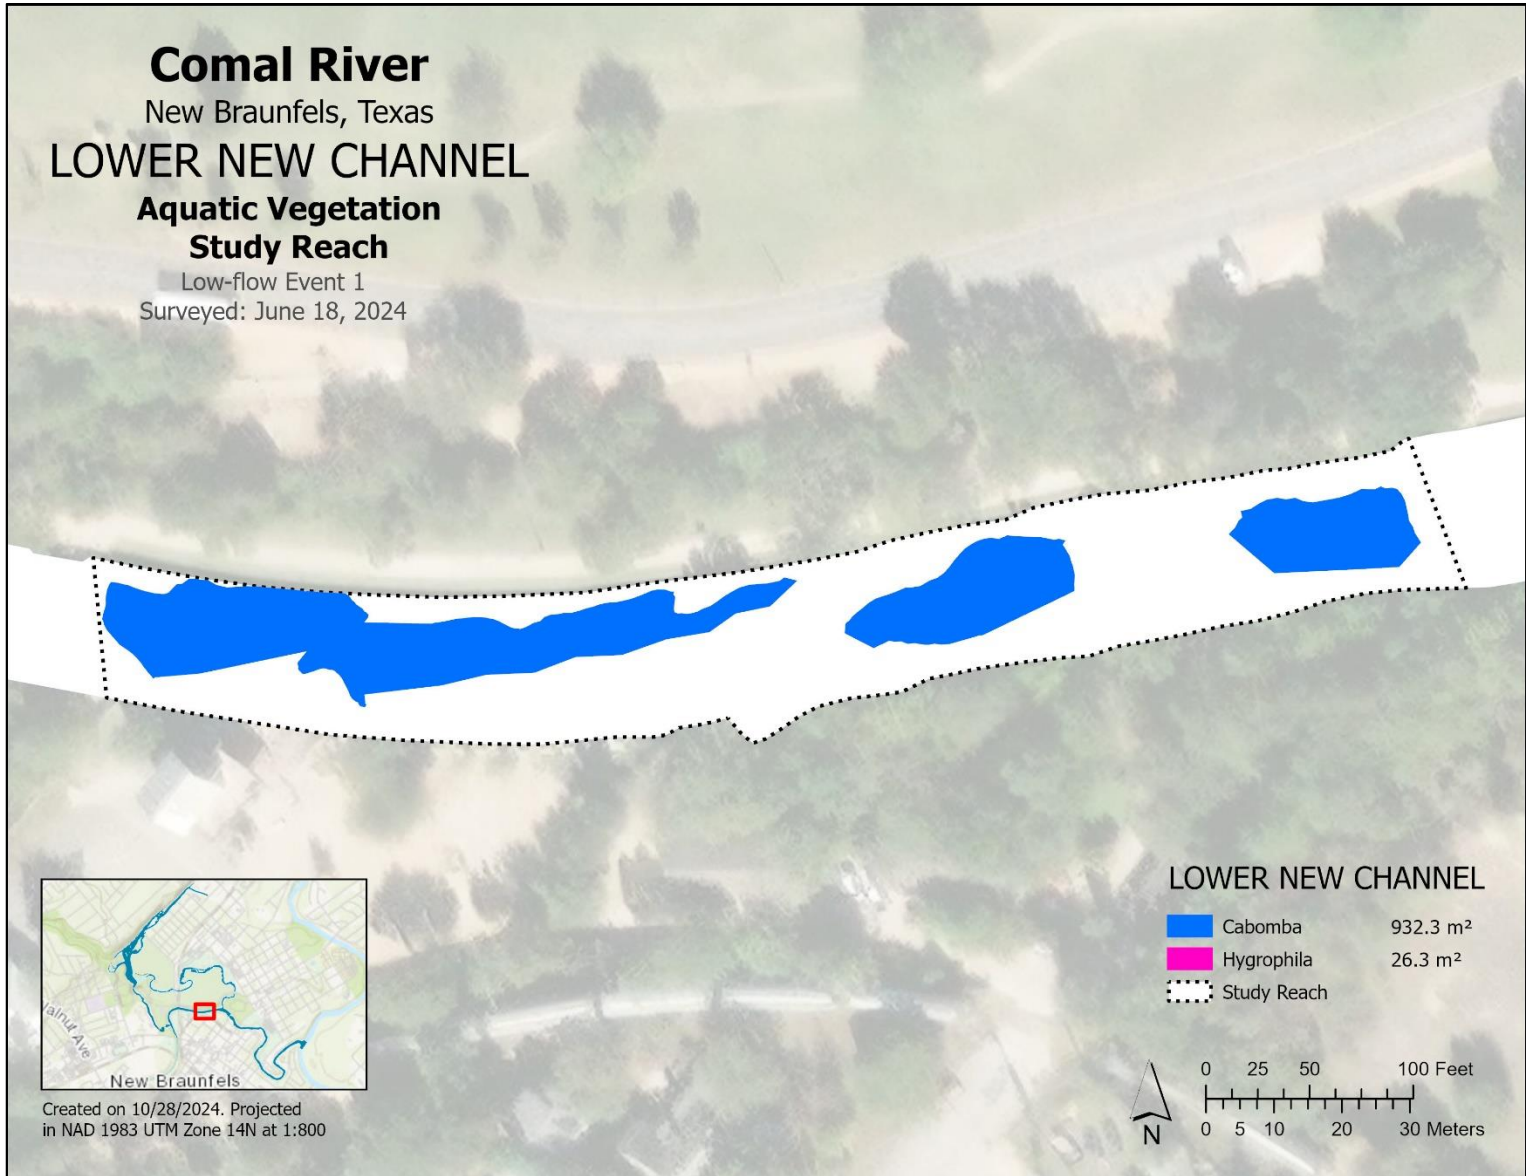 Comal River
New Braunfels, Texas
LOWER NEW CHANNEL
Aquatic Vegetation
Study Reach
Low-flow Event 1
Surveyed: June 18, 2024
LOWER NEW CHANNEL
Cabomba 932.3 m²
Hygrophila 26.3 m²
Study Reach
Walnut Ave
New Braunfels
Created on 10/28/2024. Projected
in NAD 1983 UTM Zone 14N at 1:800
N
0 25 50 100 Feet
0 5 10 20 30 Meters